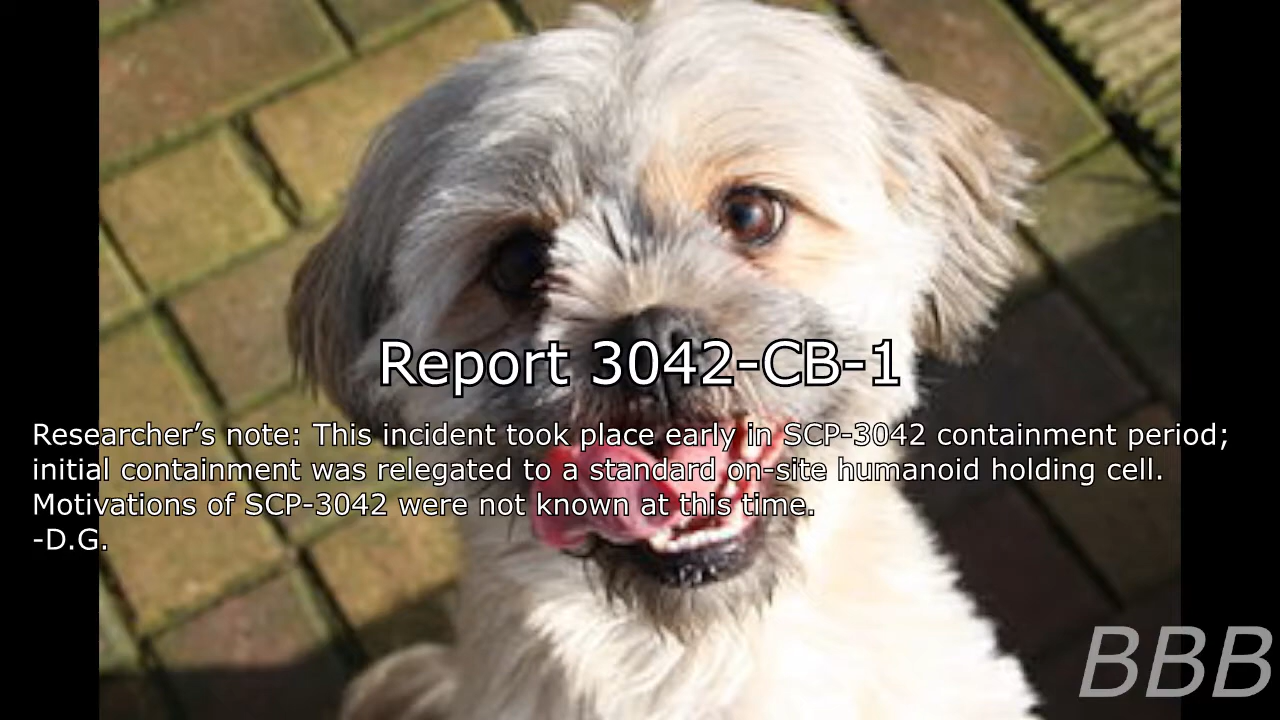 Report 3042-CB-1
Researcher’s note: This incident took place early in SCP-3042 containment period;
initial containment was relegated to a standard on-site humanoid holding cell.
Motivations of SCP-3042 were not known at this time.
-D.G.
BBB